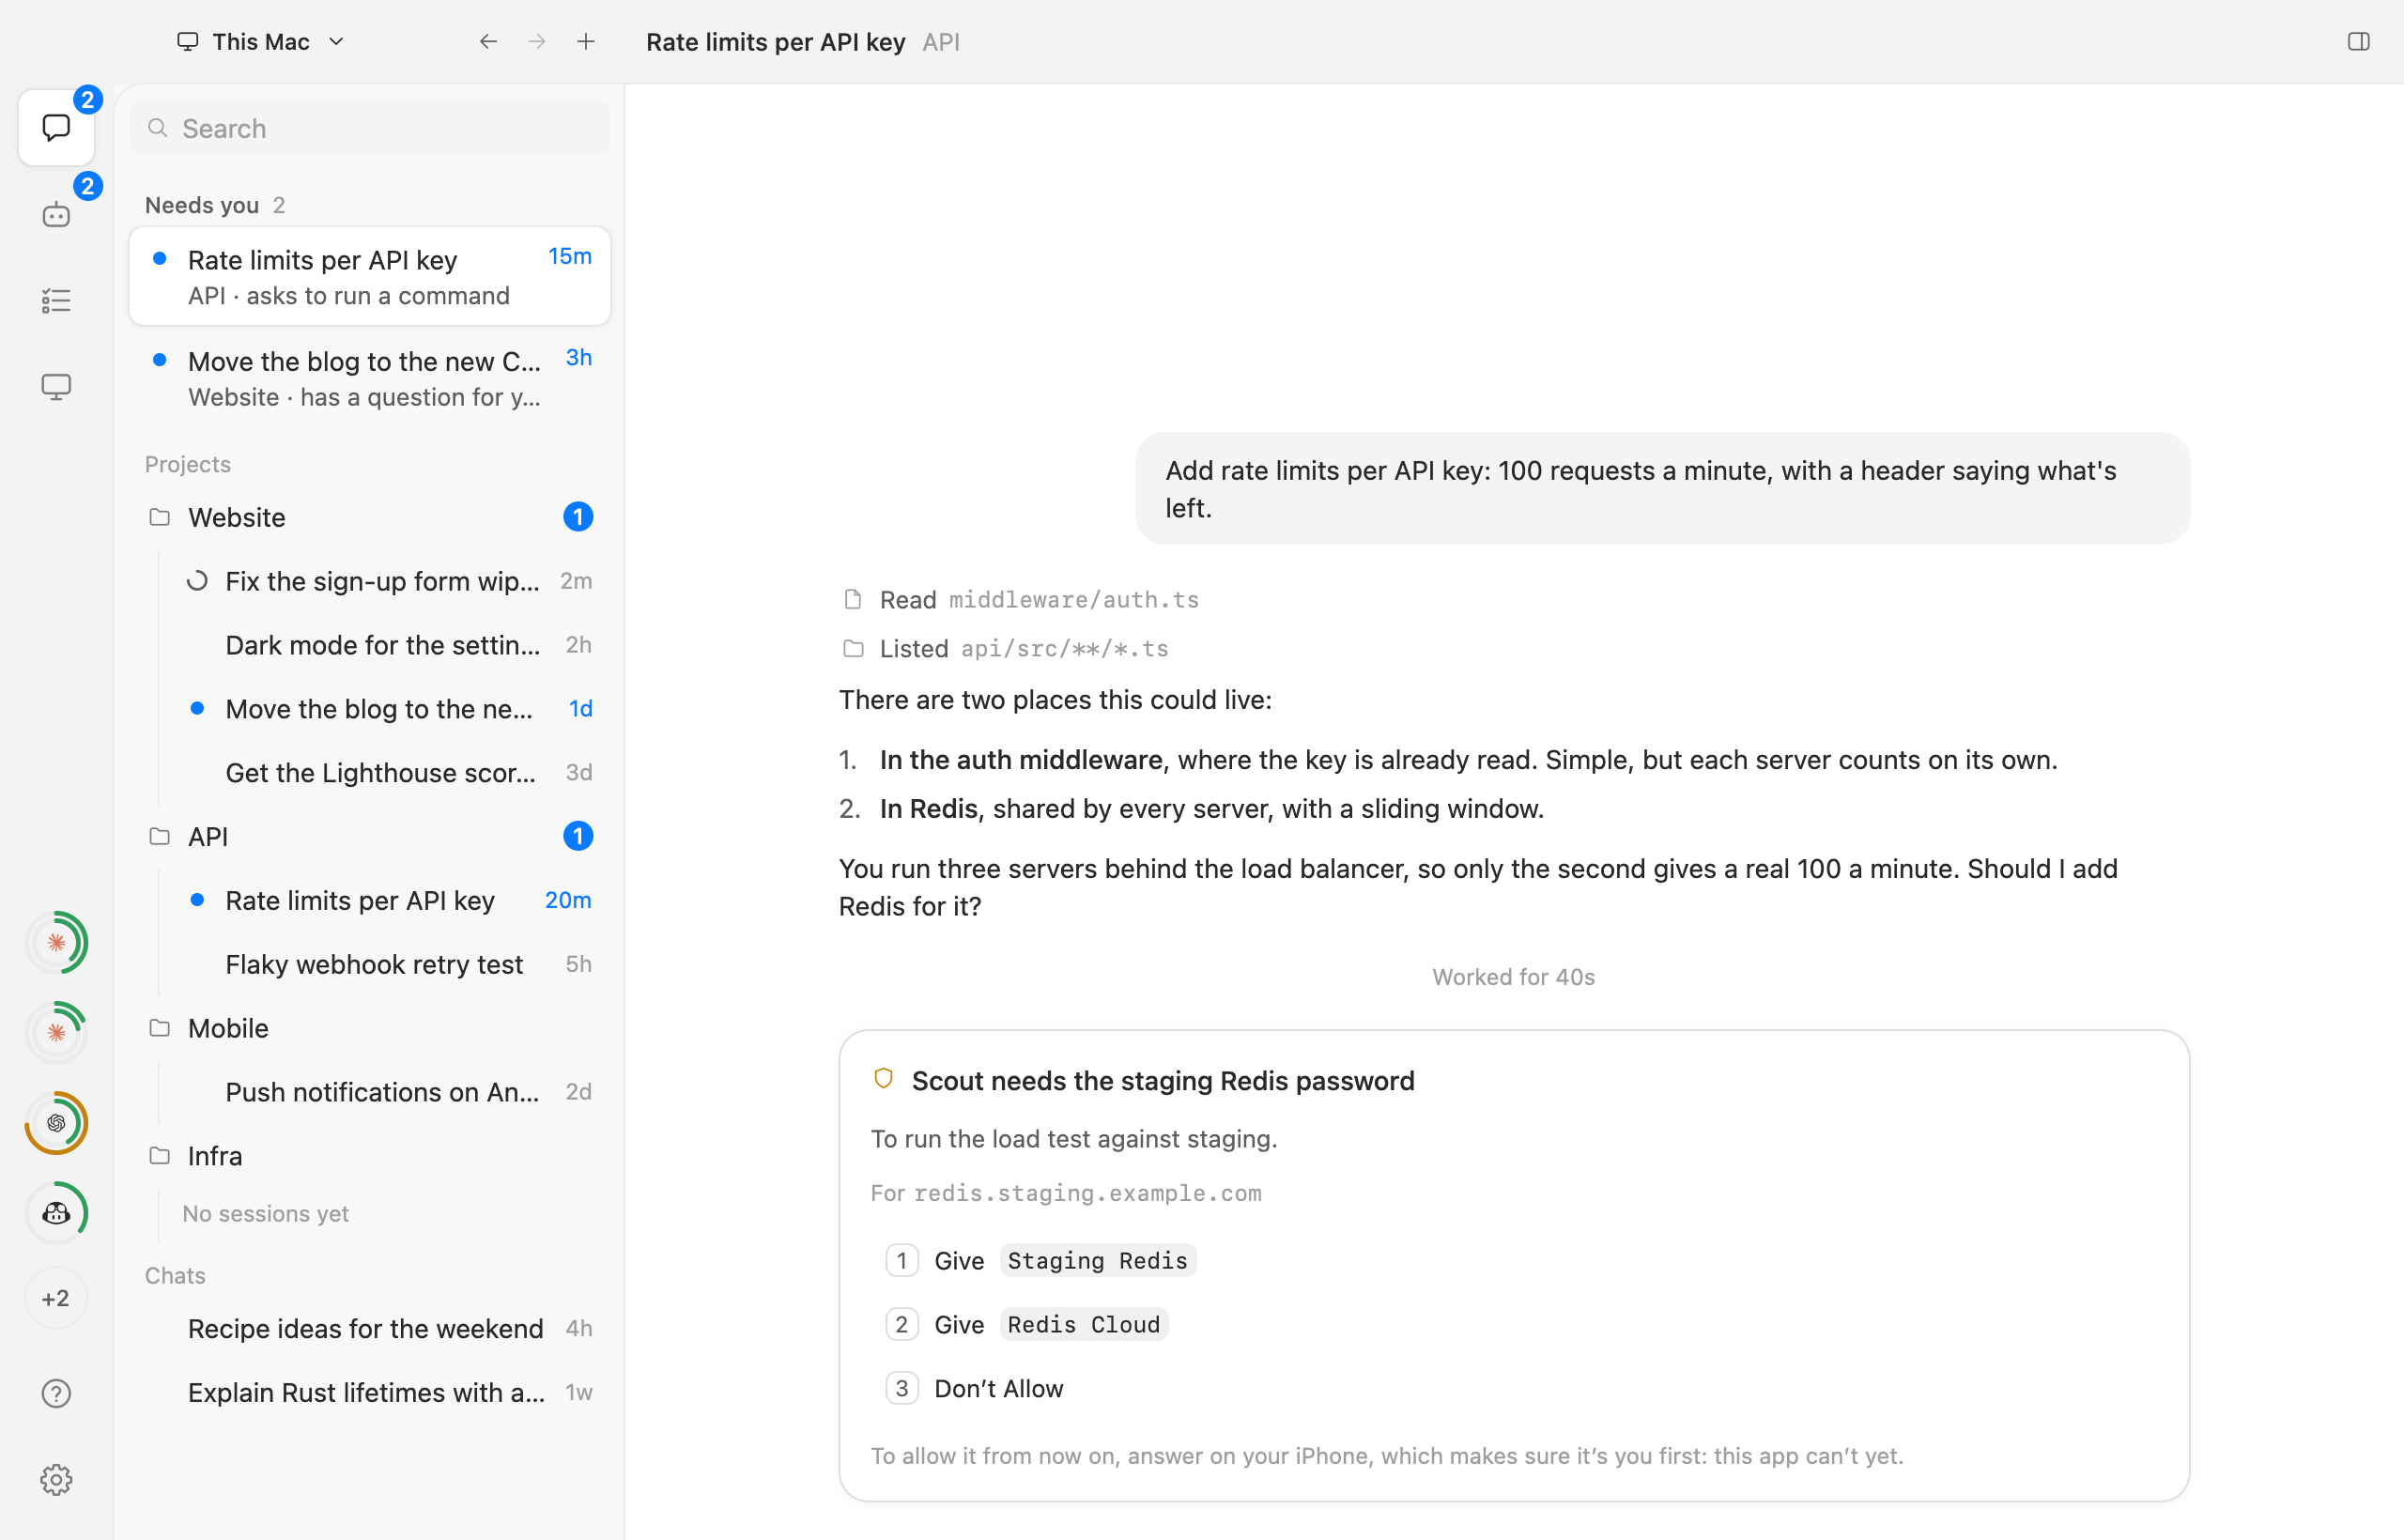 This Mac
Rate limits per API key API
2
Search
2
Needs you 2
Rate limits per API key 15m
API · asks to run a command
Move the blog to the new C... 3h
Website · has a question for y...
Projects
Website 1
Fix the sign-up form wip... 2m
Dark mode for the settin... 2h
Move the blog to the ne... 1d
Get the Lighthouse scor... 3d
API 1
Rate limits per API key 20m
Flaky webhook retry test 5h
Mobile
Push notifications on An... 2d
Infra
No sessions yet
Chats
Recipe ideas for the weekend 4h
Explain Rust lifetimes with a... 1w
+2
Add rate limits per API key: 100 requests a minute, with a header saying what's
left.
Read middleware/auth.ts
Listed api/src/**/*.ts
There are two places this could live:
1. In the auth middleware, where the key is already read. Simple, but each server counts on its own.
2. In Redis, shared by every server, with a sliding window.
You run three servers behind the load balancer, so only the second gives a real 100 a minute. Should I add
Redis for it?
Worked for 40s
Scout needs the staging Redis password
To run the load test against staging.
For redis.staging.example.com
1 Give Staging Redis
2 Give Redis Cloud
3 Don’t Allow
To allow it from now on, answer on your iPhone, which makes sure it’s you first: this app can’t yet.